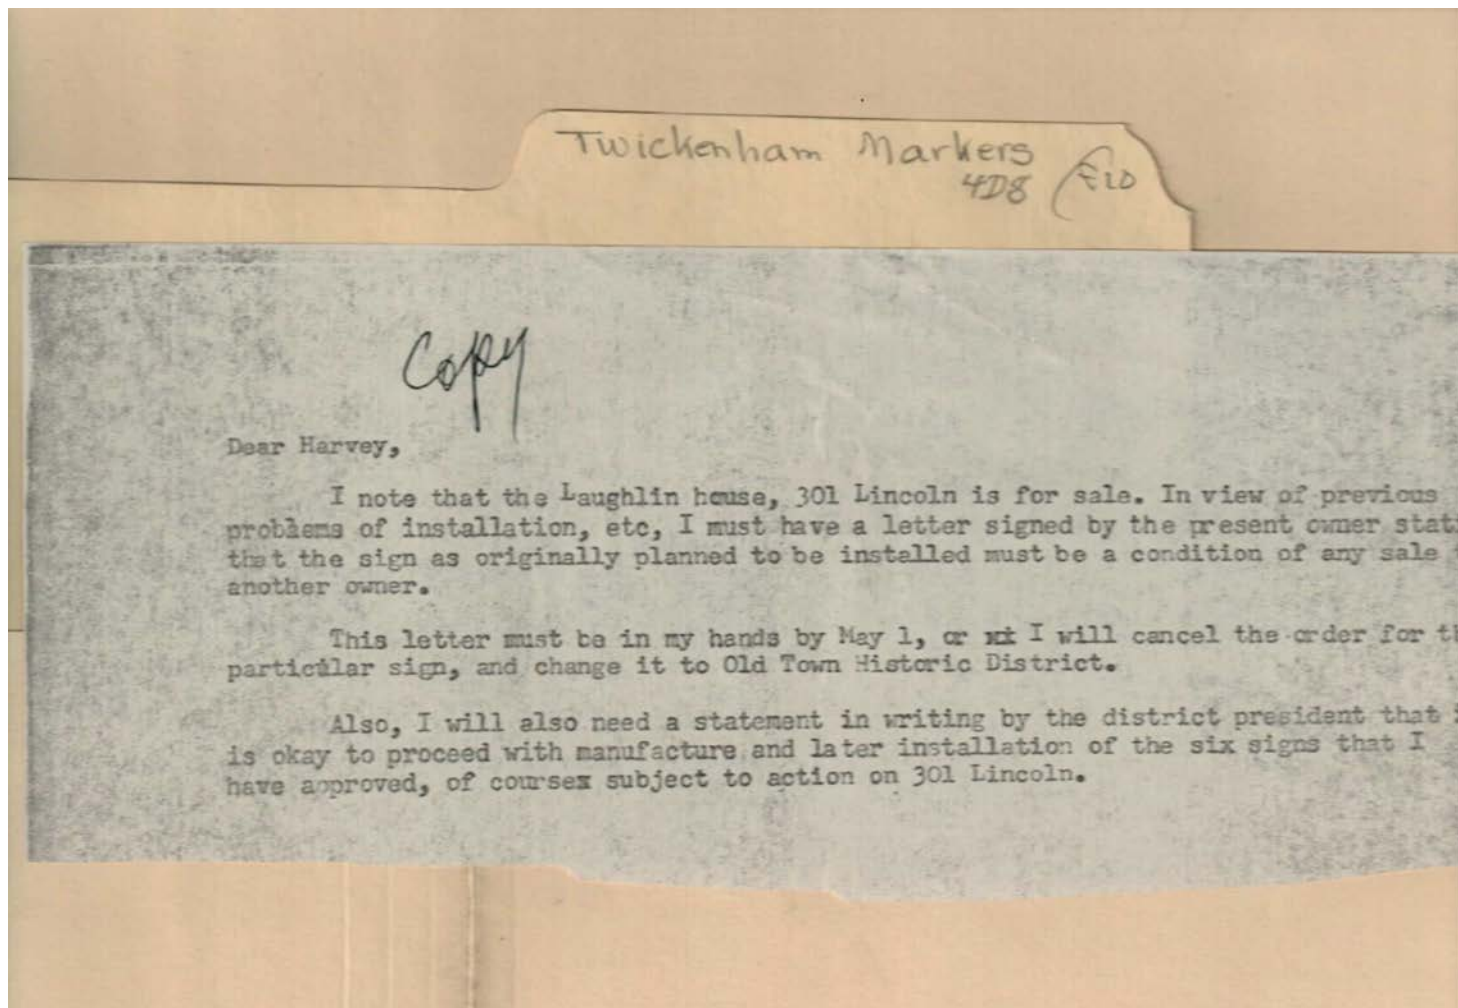 Twickenham Markers
4D8
Copy
Dear Harvey,
I note that the Laughlin house, 301 Lincoln is for sale. In view of previous
problems of installation, etc, I must have a letter signed by the present owner stat
that the sign as originally planned to be installed must be a condition of any sale
another owner.
This letter must be in my hands by May 1, or xt I will cancel the order for th
particular sign, and change it to Old Town Historic District.
Also, I will also need a statement in writing by the district president that i
is okay to proceed with manufacture and later installation of the six signs that I
have approved, of coursex subject to action on 301 Lincoln.